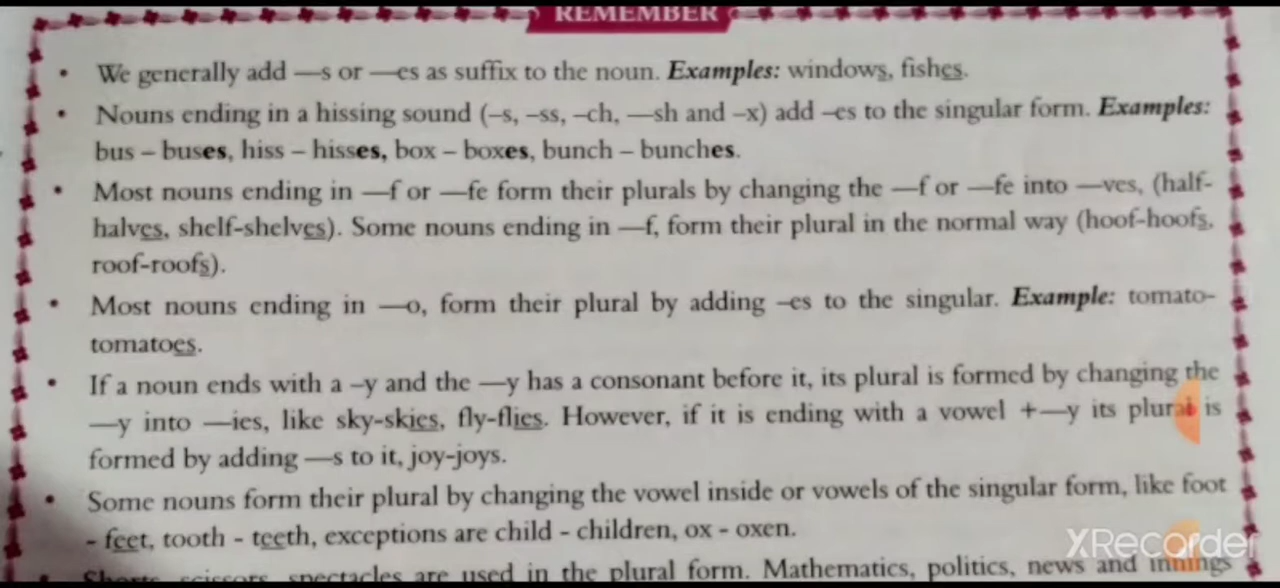 REMEMBER
• We generally add —s or —es as suffix to the noun. Examples: windows, fishes.
• Nouns ending in a hissing sound (–s, –ss, –ch, —sh and –x) add –es to the singular form. Examples:
bus – buses, hiss – hisses, box – boxes, bunch – bunches.
• Most nouns ending in —f or —fe form their plurals by changing the —f or —fe into —ves, (half-
halves, shelf-shelves). Some nouns ending in —f, form their plural in the normal way (hoof-hoofs,
roof-roofs).
• Most nouns ending in —o, form their plural by adding –es to the singular. Example: tomato-
tomatoes.
• If a noun ends with a –y and the —y has a consonant before it, its plural is formed by changing the
—y into —ies, like sky-skies, fly-flies. However, if it is ending with a vowel +—y its plural is
formed by adding —s to it, joy-joys.
• Some nouns form their plural by changing the vowel inside or vowels of the singular form, like foot
- feet, tooth - teeth, exceptions are child - children, ox - oxen.
• Shorts, scissors, spectacles are used in the plural form. Mathematics, politics, news and innings
XRecorder